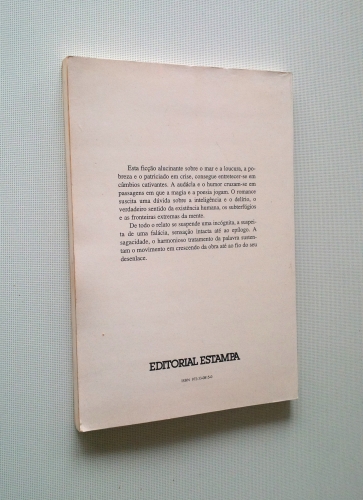 Esta ficção alucinante sobre o mar e a loucura, a po-
breza e o patriciado em crise, consegue entretecer-se em
câmbios cativantes. A audácia e o humor cruzam-se em
passagens em que a magia e a poesia jogam. O romance
suscita uma dúvida sobre a inteligência e o delírio, o
verdadeiro sentido da existência humana, os subterfúgios
e as fronteiras extremas da mente.
De todo o relato se suspende uma incógnita, a suspei-
ta de uma falácia, sensação intacta até ao epílogo. A
sagacidade, o harmonioso tratamento da palavra susten-
tam o movimento em crescendo da obra até ao fio do seu
desenlace.
EDITORIAL ESTAMPA
ISBN